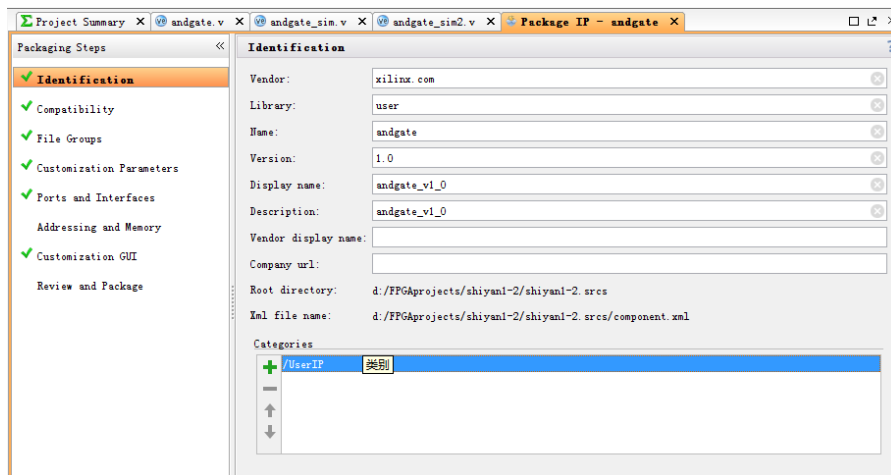 Project Summary andgate.v andgate_sim.v andgate_sim2.v Package IP - andgate
Packaging Steps
Identification
Compatibility
File Groups
Customization Parameters
Ports and Interfaces
Addressing and Memory
Customization GUI
Review and Package
Identification
Vendor: xilinx.com
Library: user
Name: andgate
Version: 1.0
Display name: andgate_v1_0
Description: andgate_v1_0
Vendor display name:
Company url:
Root directory: d:/FPGAprojects/shiyan1-2/shiyan1-2.srcs
Xml file name: d:/FPGAprojects/shiyan1-2/shiyan1-2.srcs/component.xml
Categories
/UserIP 类别